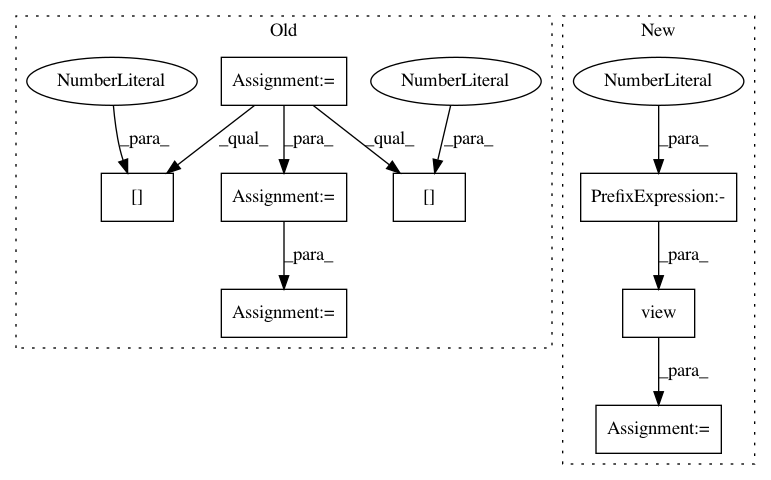 Old
New
NumberLiteral
Assignment:=
NumberLiteral
NumberLiteral
_para_
_qual_
_para_
_qual_
_para_
_para_
[]
Assignment:=
[]
PrefixExpression:-
_para_
_para_
Assignment:=
view
_para_
Assignment:=